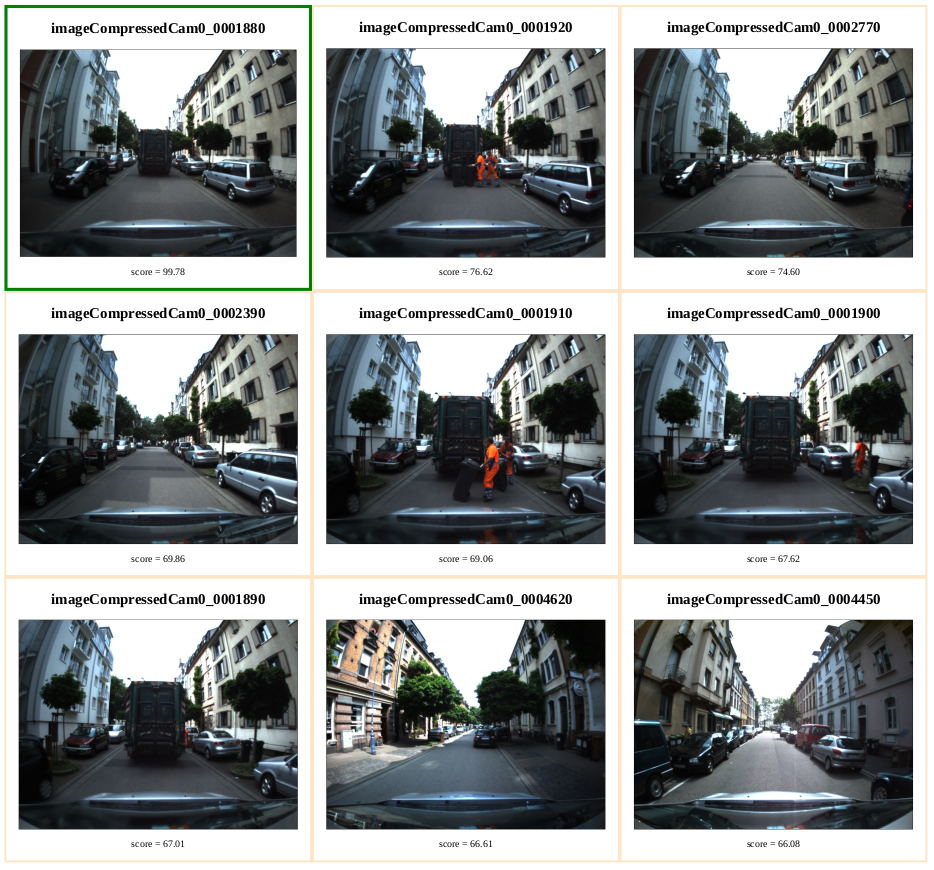 imageCompressedCam0_0001880
imageCompressedCam0_0001920
imageCompressedCam0_0002770
score = 99.78
score = 76.62
score = 74.60
imageCompressedCam0_0002390
imageCompressedCam0_0001910
imageCompressedCam0_0001900
score = 69.86
score = 69.06
score = 67.62
imageCompressedCam0_0001890
imageCompressedCam0_0004620
imageCompressedCam0_0004450
score = 67.01
score = 66.61
score = 66.08